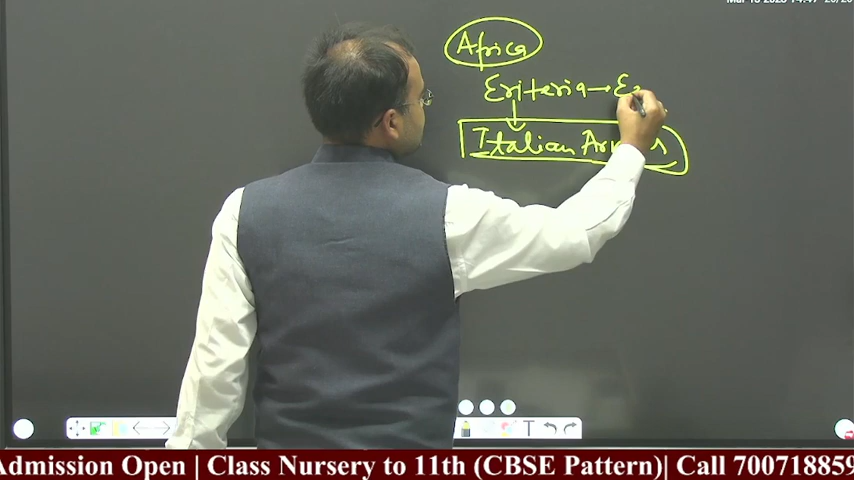 Africa
Eriteria → E
Italian
Admission Open | Class Nursery to 11th (CBSE Pattern)| Call 700718859